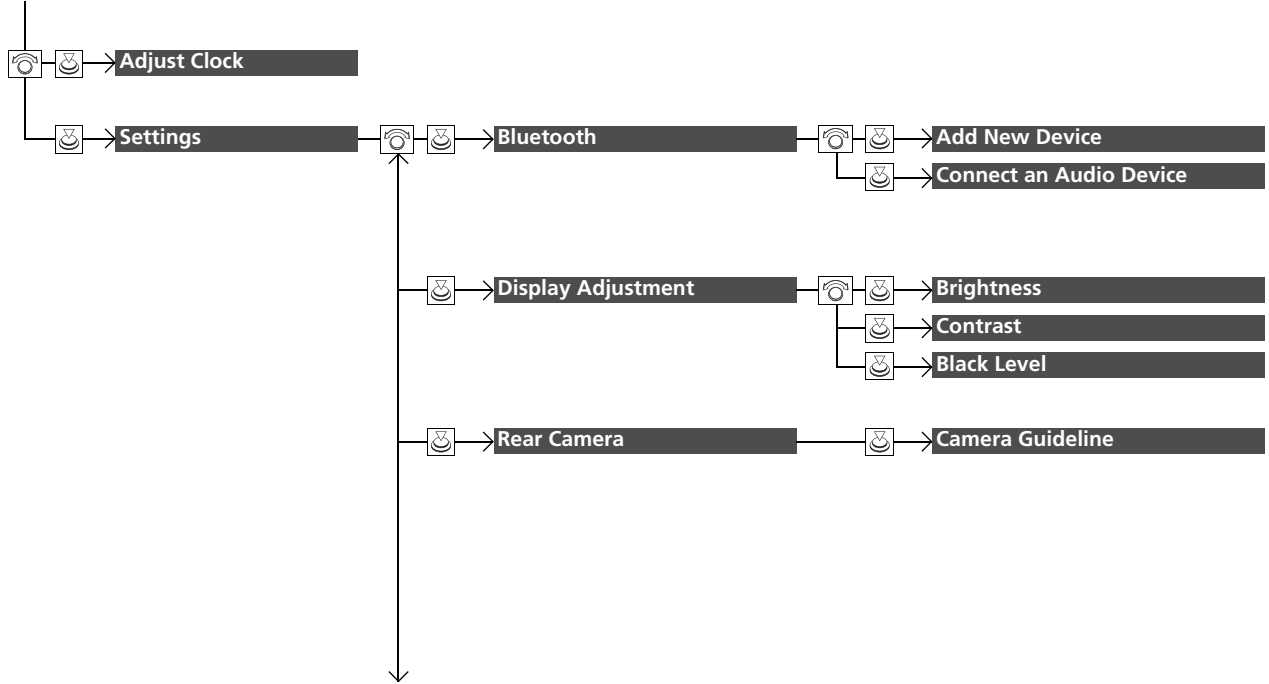 Adjust Clock
Settings
Bluetooth
Add New Device
Connect an Audio Device
Display Adjustment
Brightness
Contrast
Black Level
Rear Camera
Camera Guideline